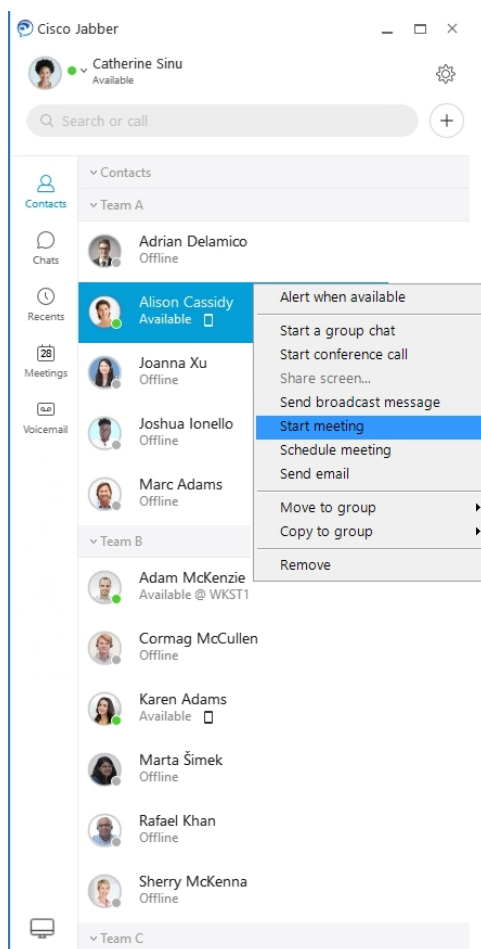 Cisco Jabber
Catherine Sinu
Available
Search or call
Contacts
Chats
Recents
28
Meetings
Voicemail
Contacts
Team A
Adrian Delamico
Offline
Alison Cassidy
Available
Joanna Xu
Offline
Joshua Ionello
Offline
Marc Adams
Offline
Team B
Adam McKenzie
Available @ WKST1
Cormag McCullen
Offline
Karen Adams
Available
Marta Šimek
Offline
Rafael Khan
Offline
Sherry McKenna
Offline
Team C
Alert when available
Start a group chat
Start conference call
Share screen...
Send broadcast message
Start meeting
Schedule meeting
Send email
Move to group
Copy to group
Remove